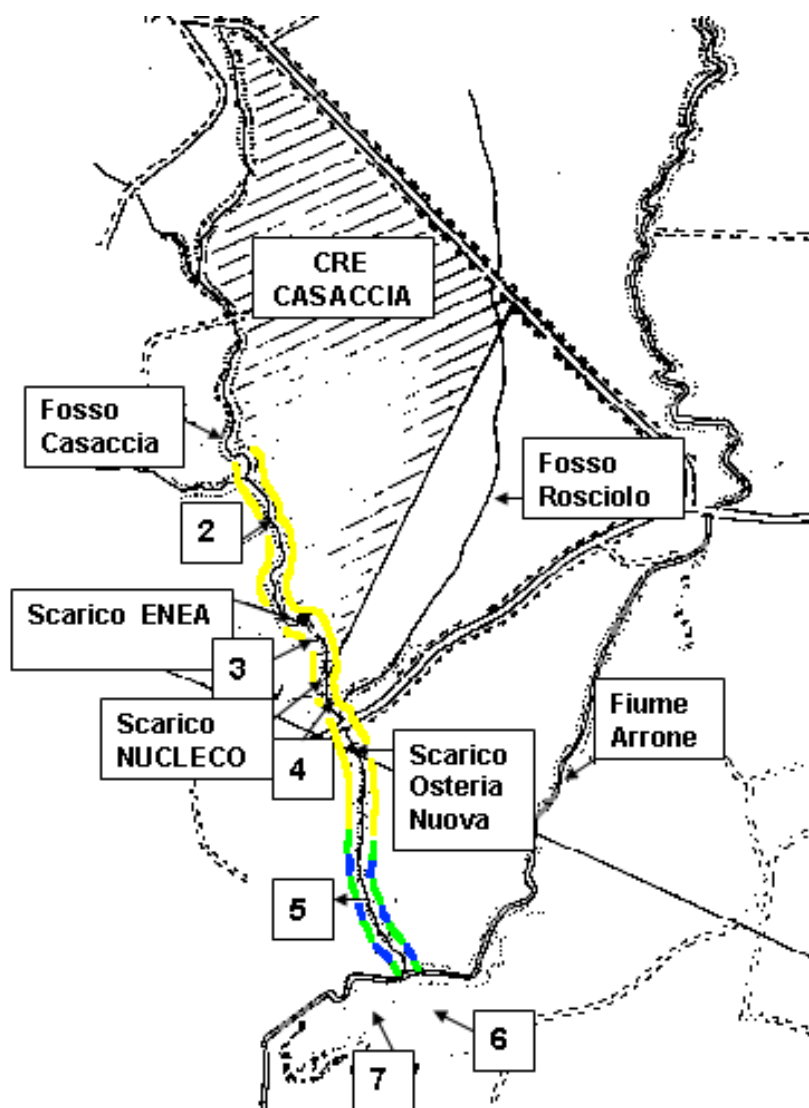 CRE
CASACCIA
Fosso
Casaccia
Fosso
Rosciolo
2
Scarico ENEA
3
Scarico
NUCLECO
4
Fiume
Arrone
Scarico
Osteria
Nuova
5
6
7